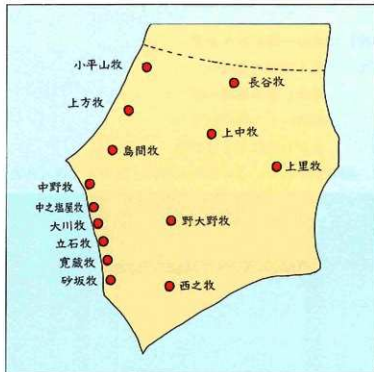 小平山牧
長谷牧
上方牧
上中牧
島間牧
上里牧
中野牧
中之塩屋牧
大川牧
野大野牧
立石牧
寛蔵牧
砂坂牧
西之牧